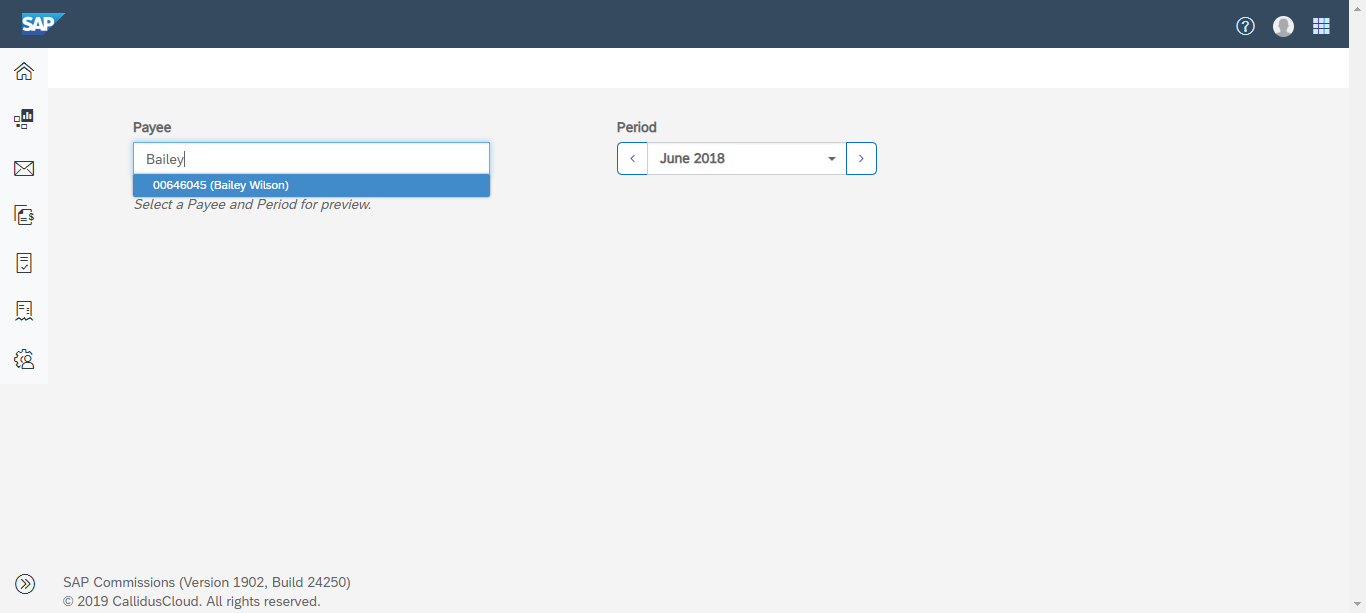 SAP
Payee
Period
Bailey
June 2018
00646045 (Bailey Wilson)
Select a Payee and Period for preview.
SAP Commissions (Version 1902, Build 24250)
© 2019 CallidusCloud. All rights reserved.